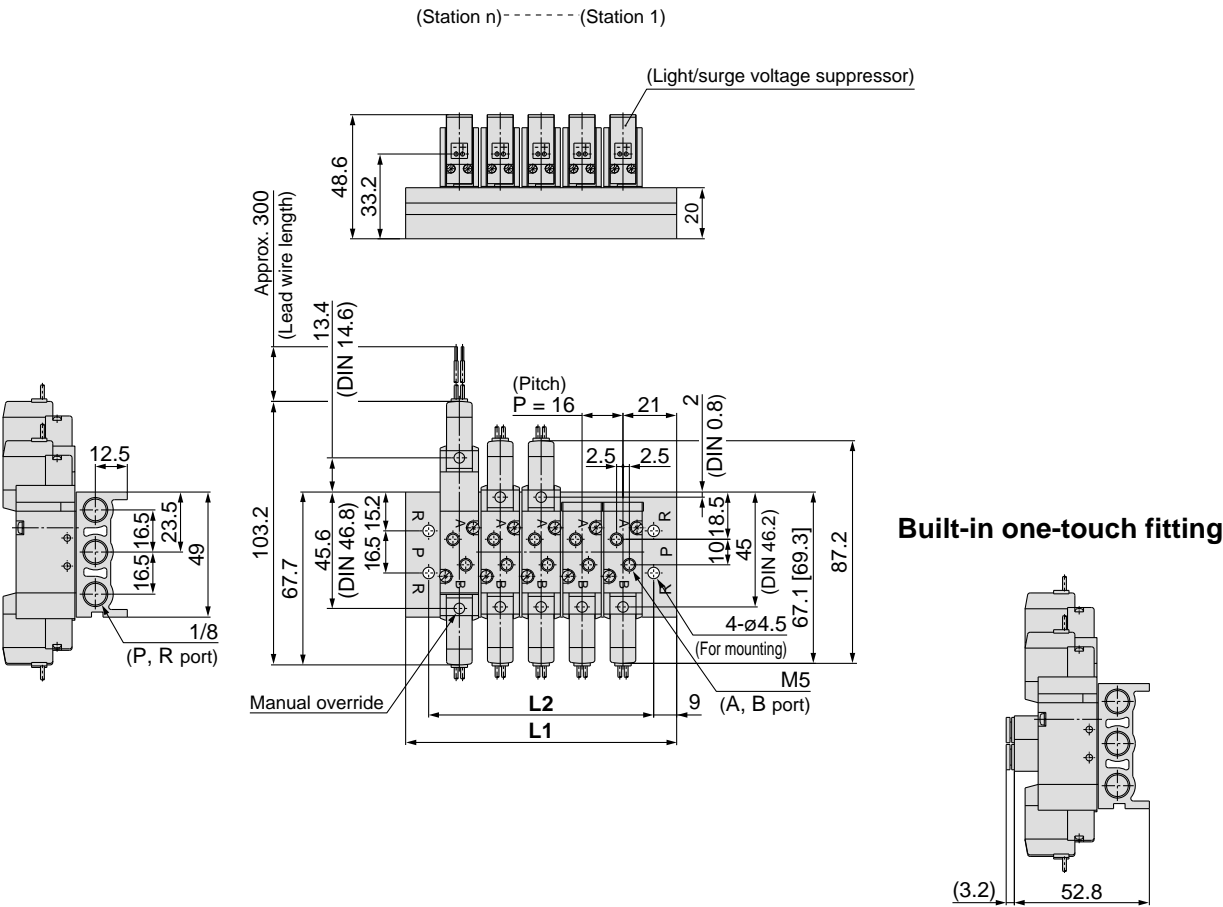 (Station n) (Station 1)
(Light/surge voltage suppressor)
48.6
33.2
20
Approx. 300
(Lead wire length)
13.4
(DIN 14.6)
(Pitch)
P = 16
21
2
(DIN 0.8)
2.5
2.5
12.5
16.5
16.5
23.5
49
1/8
(P, R port)
103.2
67.7
45.6
(DIN 46.8)
15.2
16.5
R
P
R
A
A
A
A
A
B
B
B
B
B
R
P
R
18.5
10
45
(DIN 46.2)
67.1 [69.3]
87.2
4-ø4.5
(For mounting)
M5
(A, B port)
Manual override
L2
9
L1
Built-in one-touch fitting
(3.2)
52.8